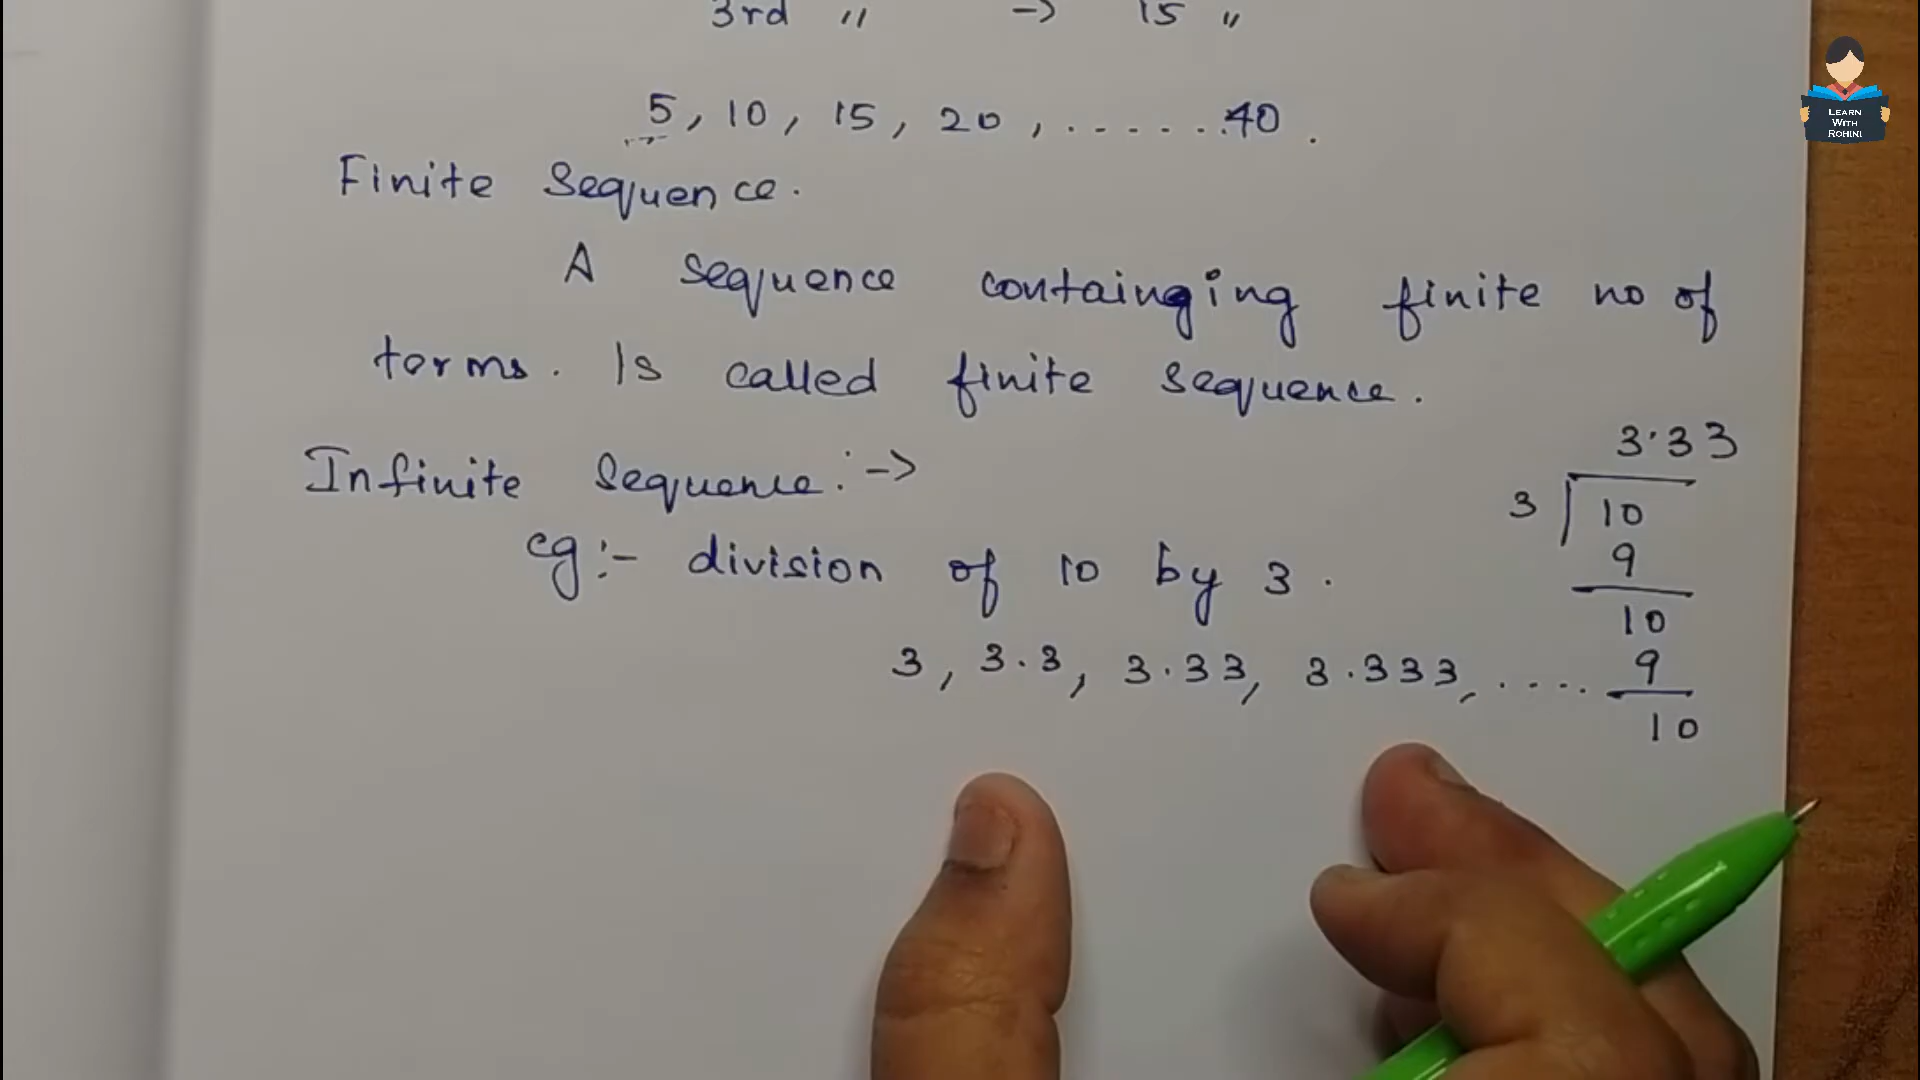 3rd " -> 15 "
5, 10, 15, 20, ......40.
Finite Sequence.
A sequence containging finite no of
terms. Is called finite sequence.
Infinite Sequence:->
eg:- division of 10 by 3.
3, 3.3, 3.33, 3.333, ....
3.33
3 10
9
10
9
10
LEARN
WITH
ROHINI